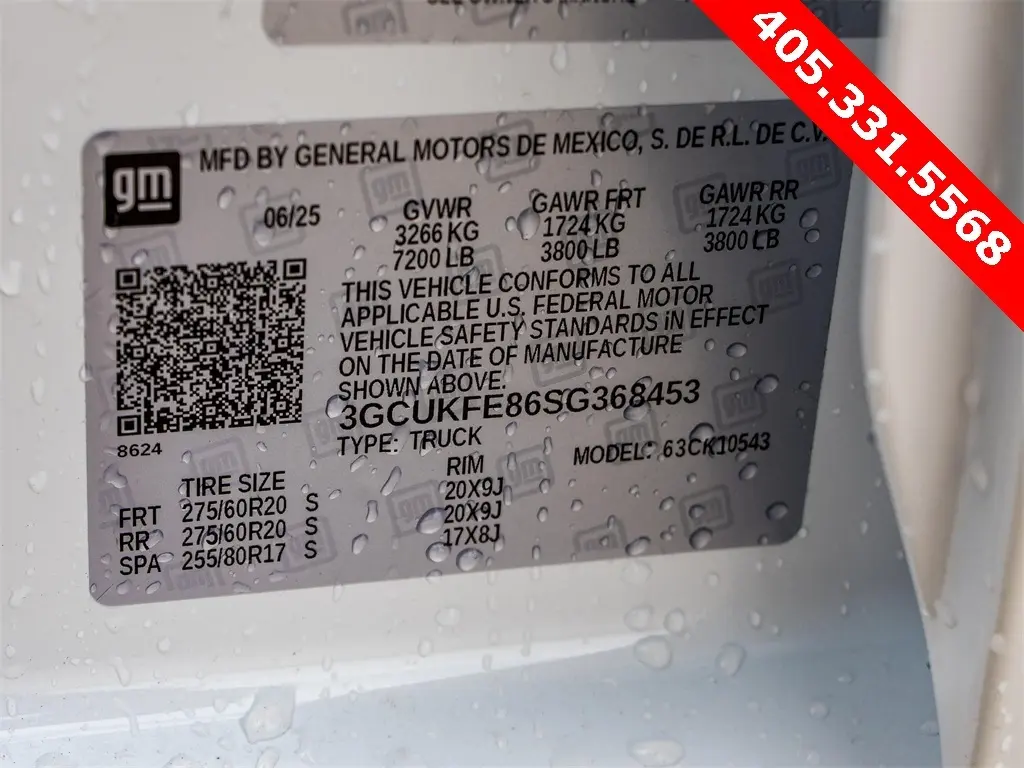 405.331.5568
gm
MFD BY GENERAL MOTORS DE MEXICO, S. DE R.L. DE C.V.
06/25
GVWR GAWR FRT GAWR RR
3266 KG 1724 KG 1724 KG
7200 LB 3800 LB 3800 LB
THIS VEHICLE CONFORMS TO ALL
APPLICABLE U.S. FEDERAL MOTOR
VEHICLE SAFETY STANDARDS IN EFFECT
ON THE DATE OF MANUFACTURE
SHOWN ABOVE.
3GCUKFE86SG368453
8624
TYPE: TRUCK MODEL: 63CK10543
TIRE SIZE RIM
FRT 275/60R20 S 20X9J
RR 275/60R20 S 20X9J
SPA 255/80R17 S 17X8J